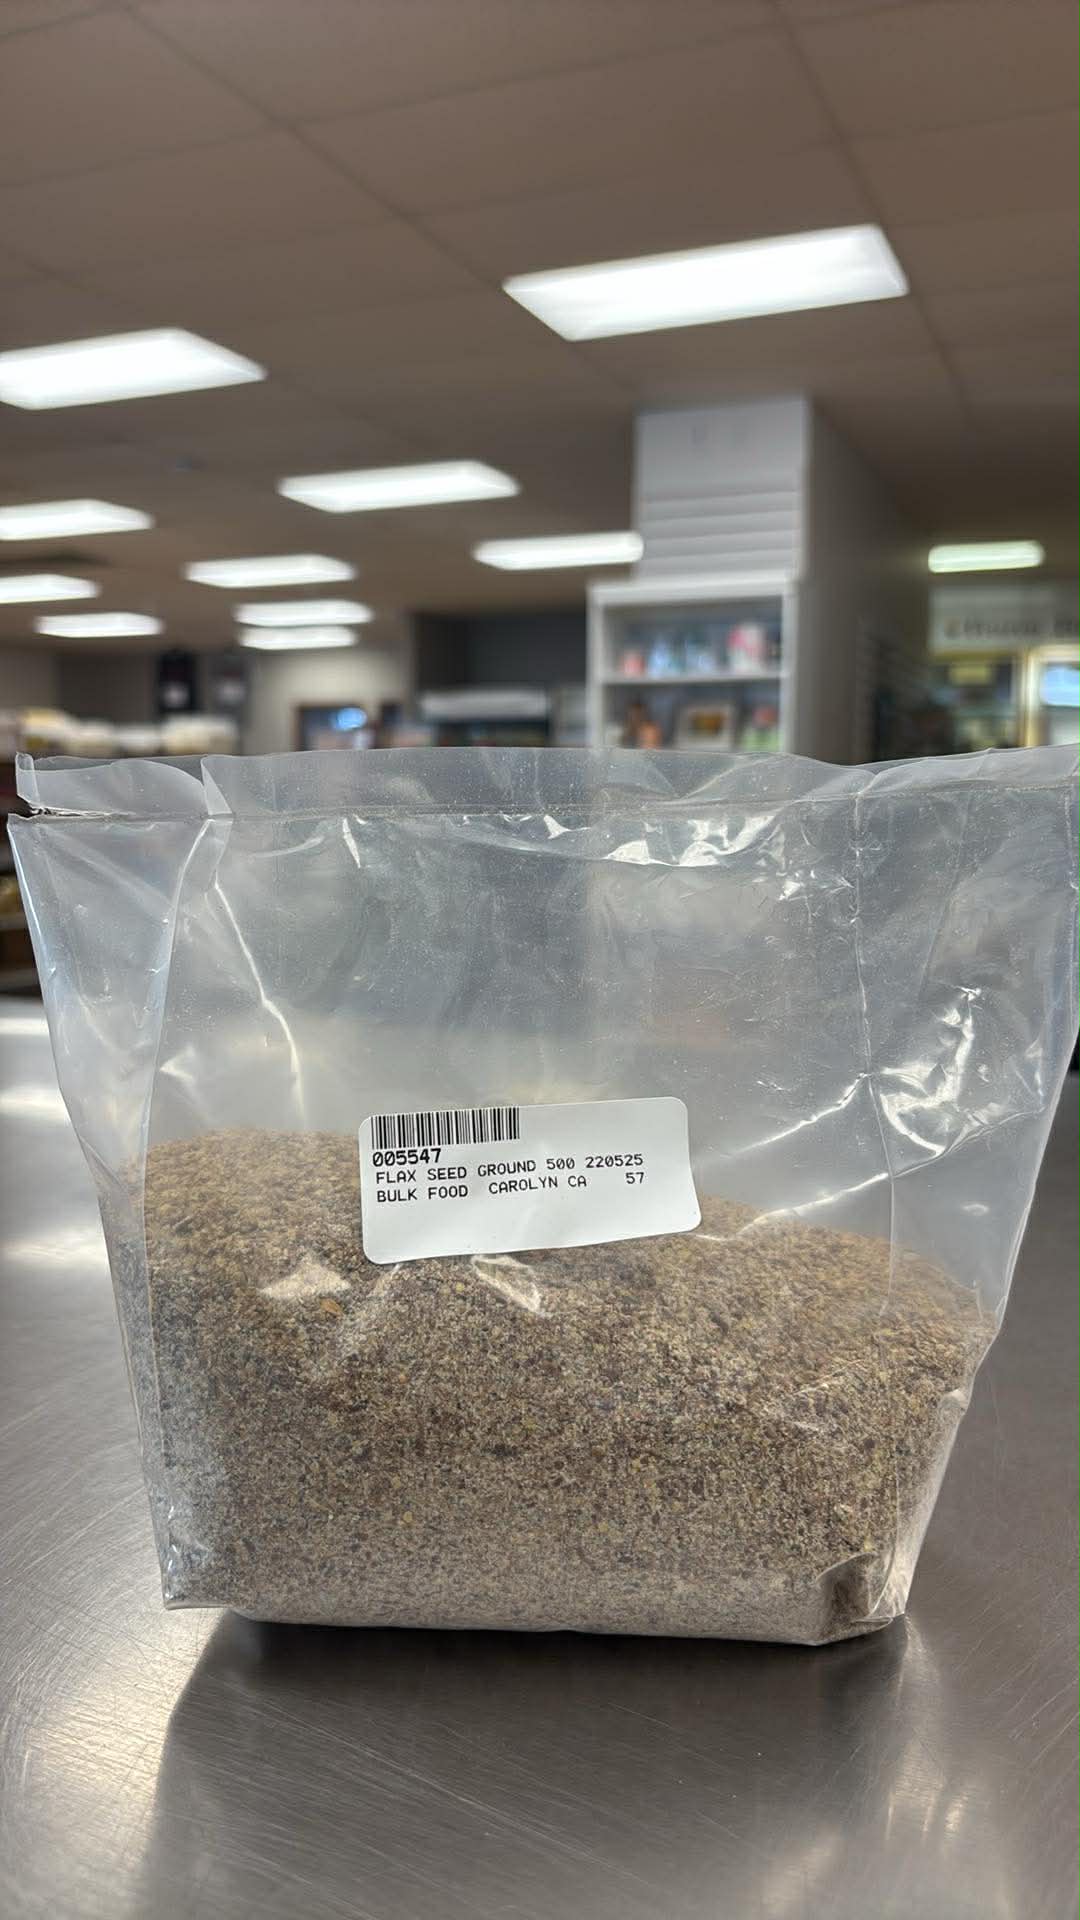 005547
FLAX SEED GROUND 500 220525
BULK FOOD CAROLYN CA 57